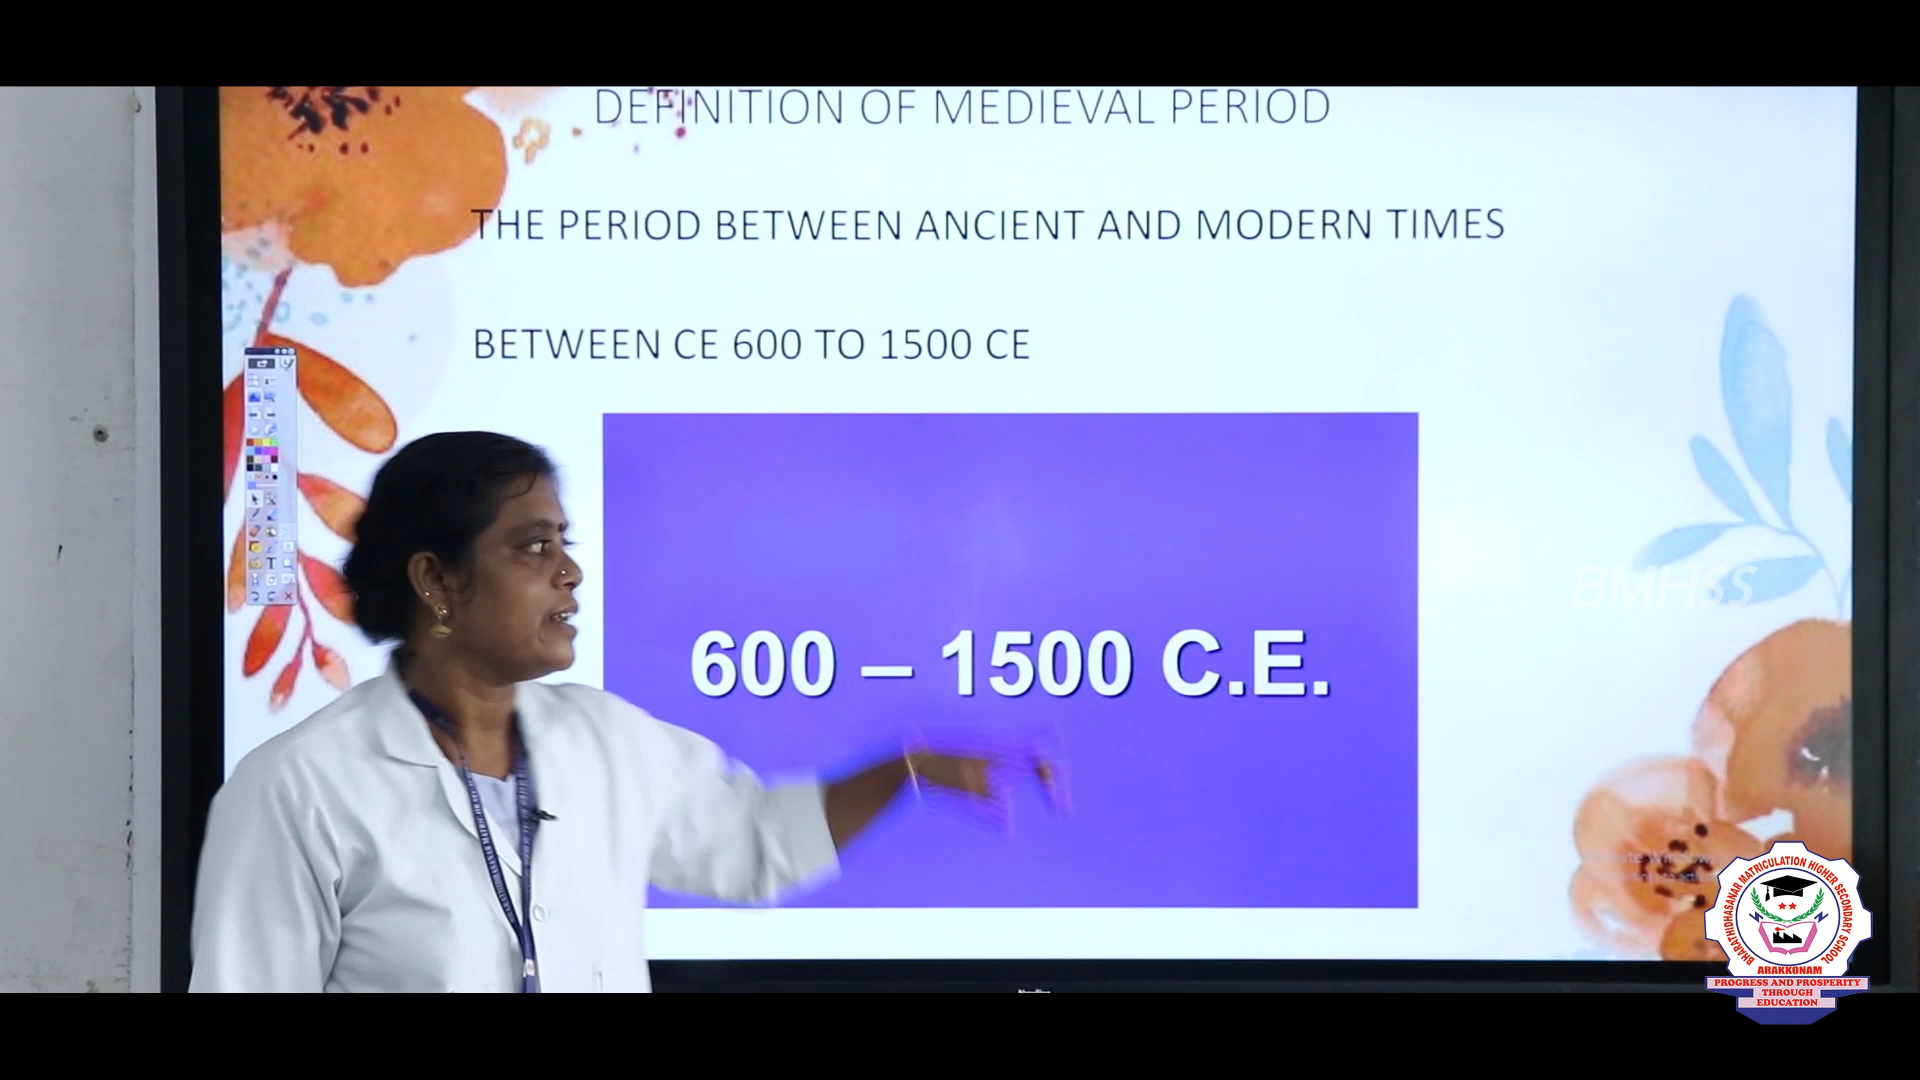 DEFINITION OF MEDIEVAL PERIOD
THE PERIOD BETWEEN ANCIENT AND MODERN TIMES
BETWEEN CE 600 TO 1500 CE
600 – 1500 C.E.
BMHSS
BHARATHIDHASANAR MATRICULATION HIGHER SECONDARY SCHOOL
ARAKKONAM
PROGRESS AND PROSPERITY
THROUGH
EDUCATION